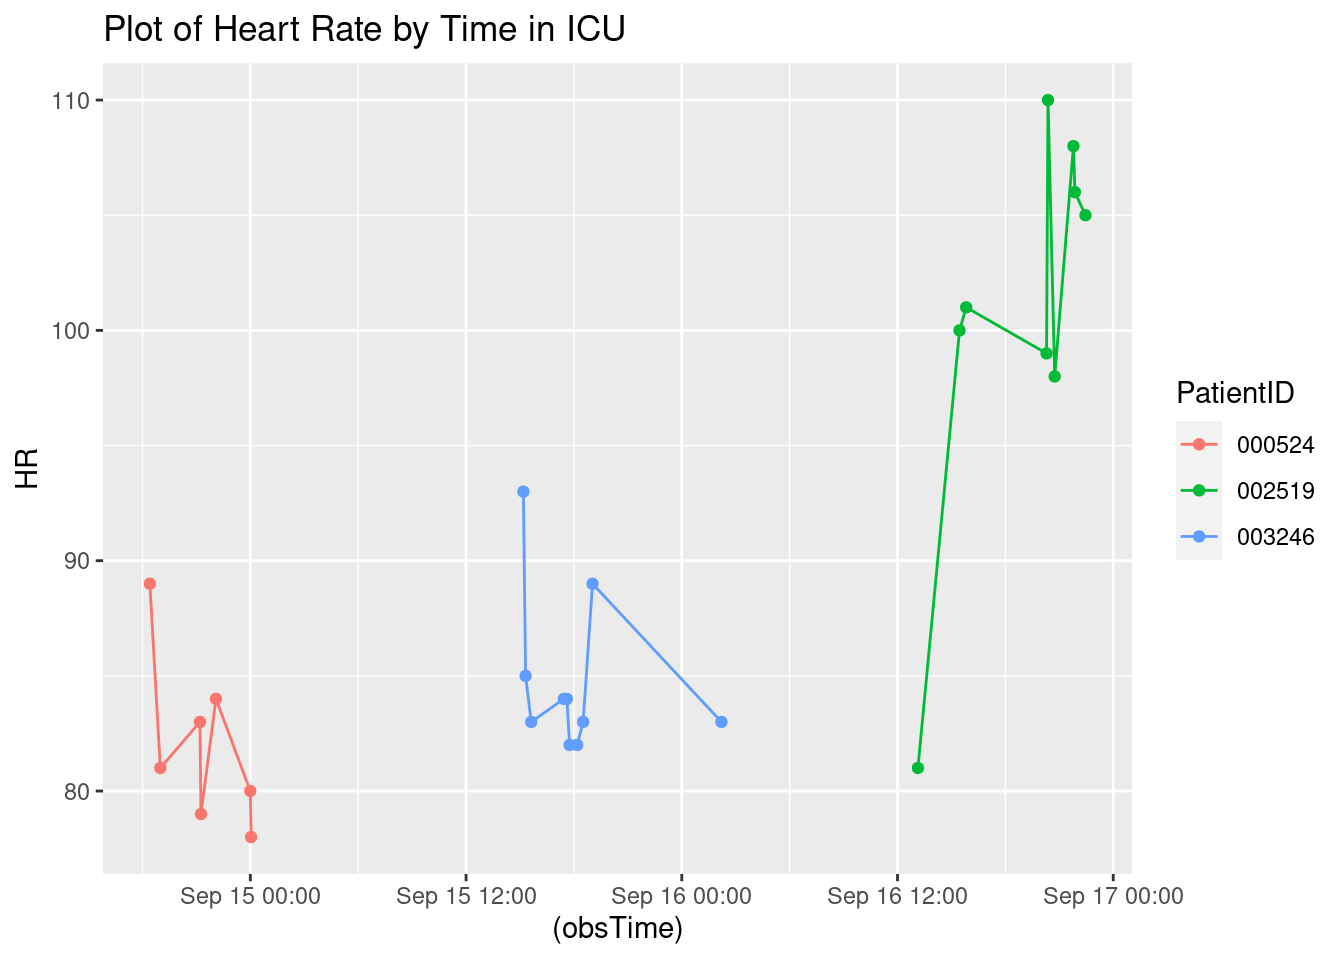 Plot of Heart Rate by Time in ICU
110
100
90
80
HR
Sep 15 00:00
Sep 15 12:00
Sep 16 00:00
Sep 16 12:00
Sep 17 00:00
(obsTime)
PatientID
000524
002519
003246